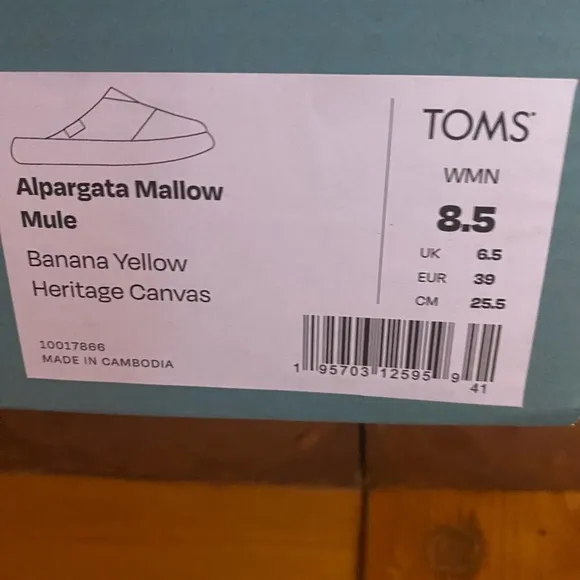 Alpargata Mallow
Mule
Banana Yellow
Heritage Canvas
10017866
MADE IN CAMBODIA
TOMS
WMN
8.5
UK 6.5
EUR 39
CM 25.5
1 95703 12595 9
41